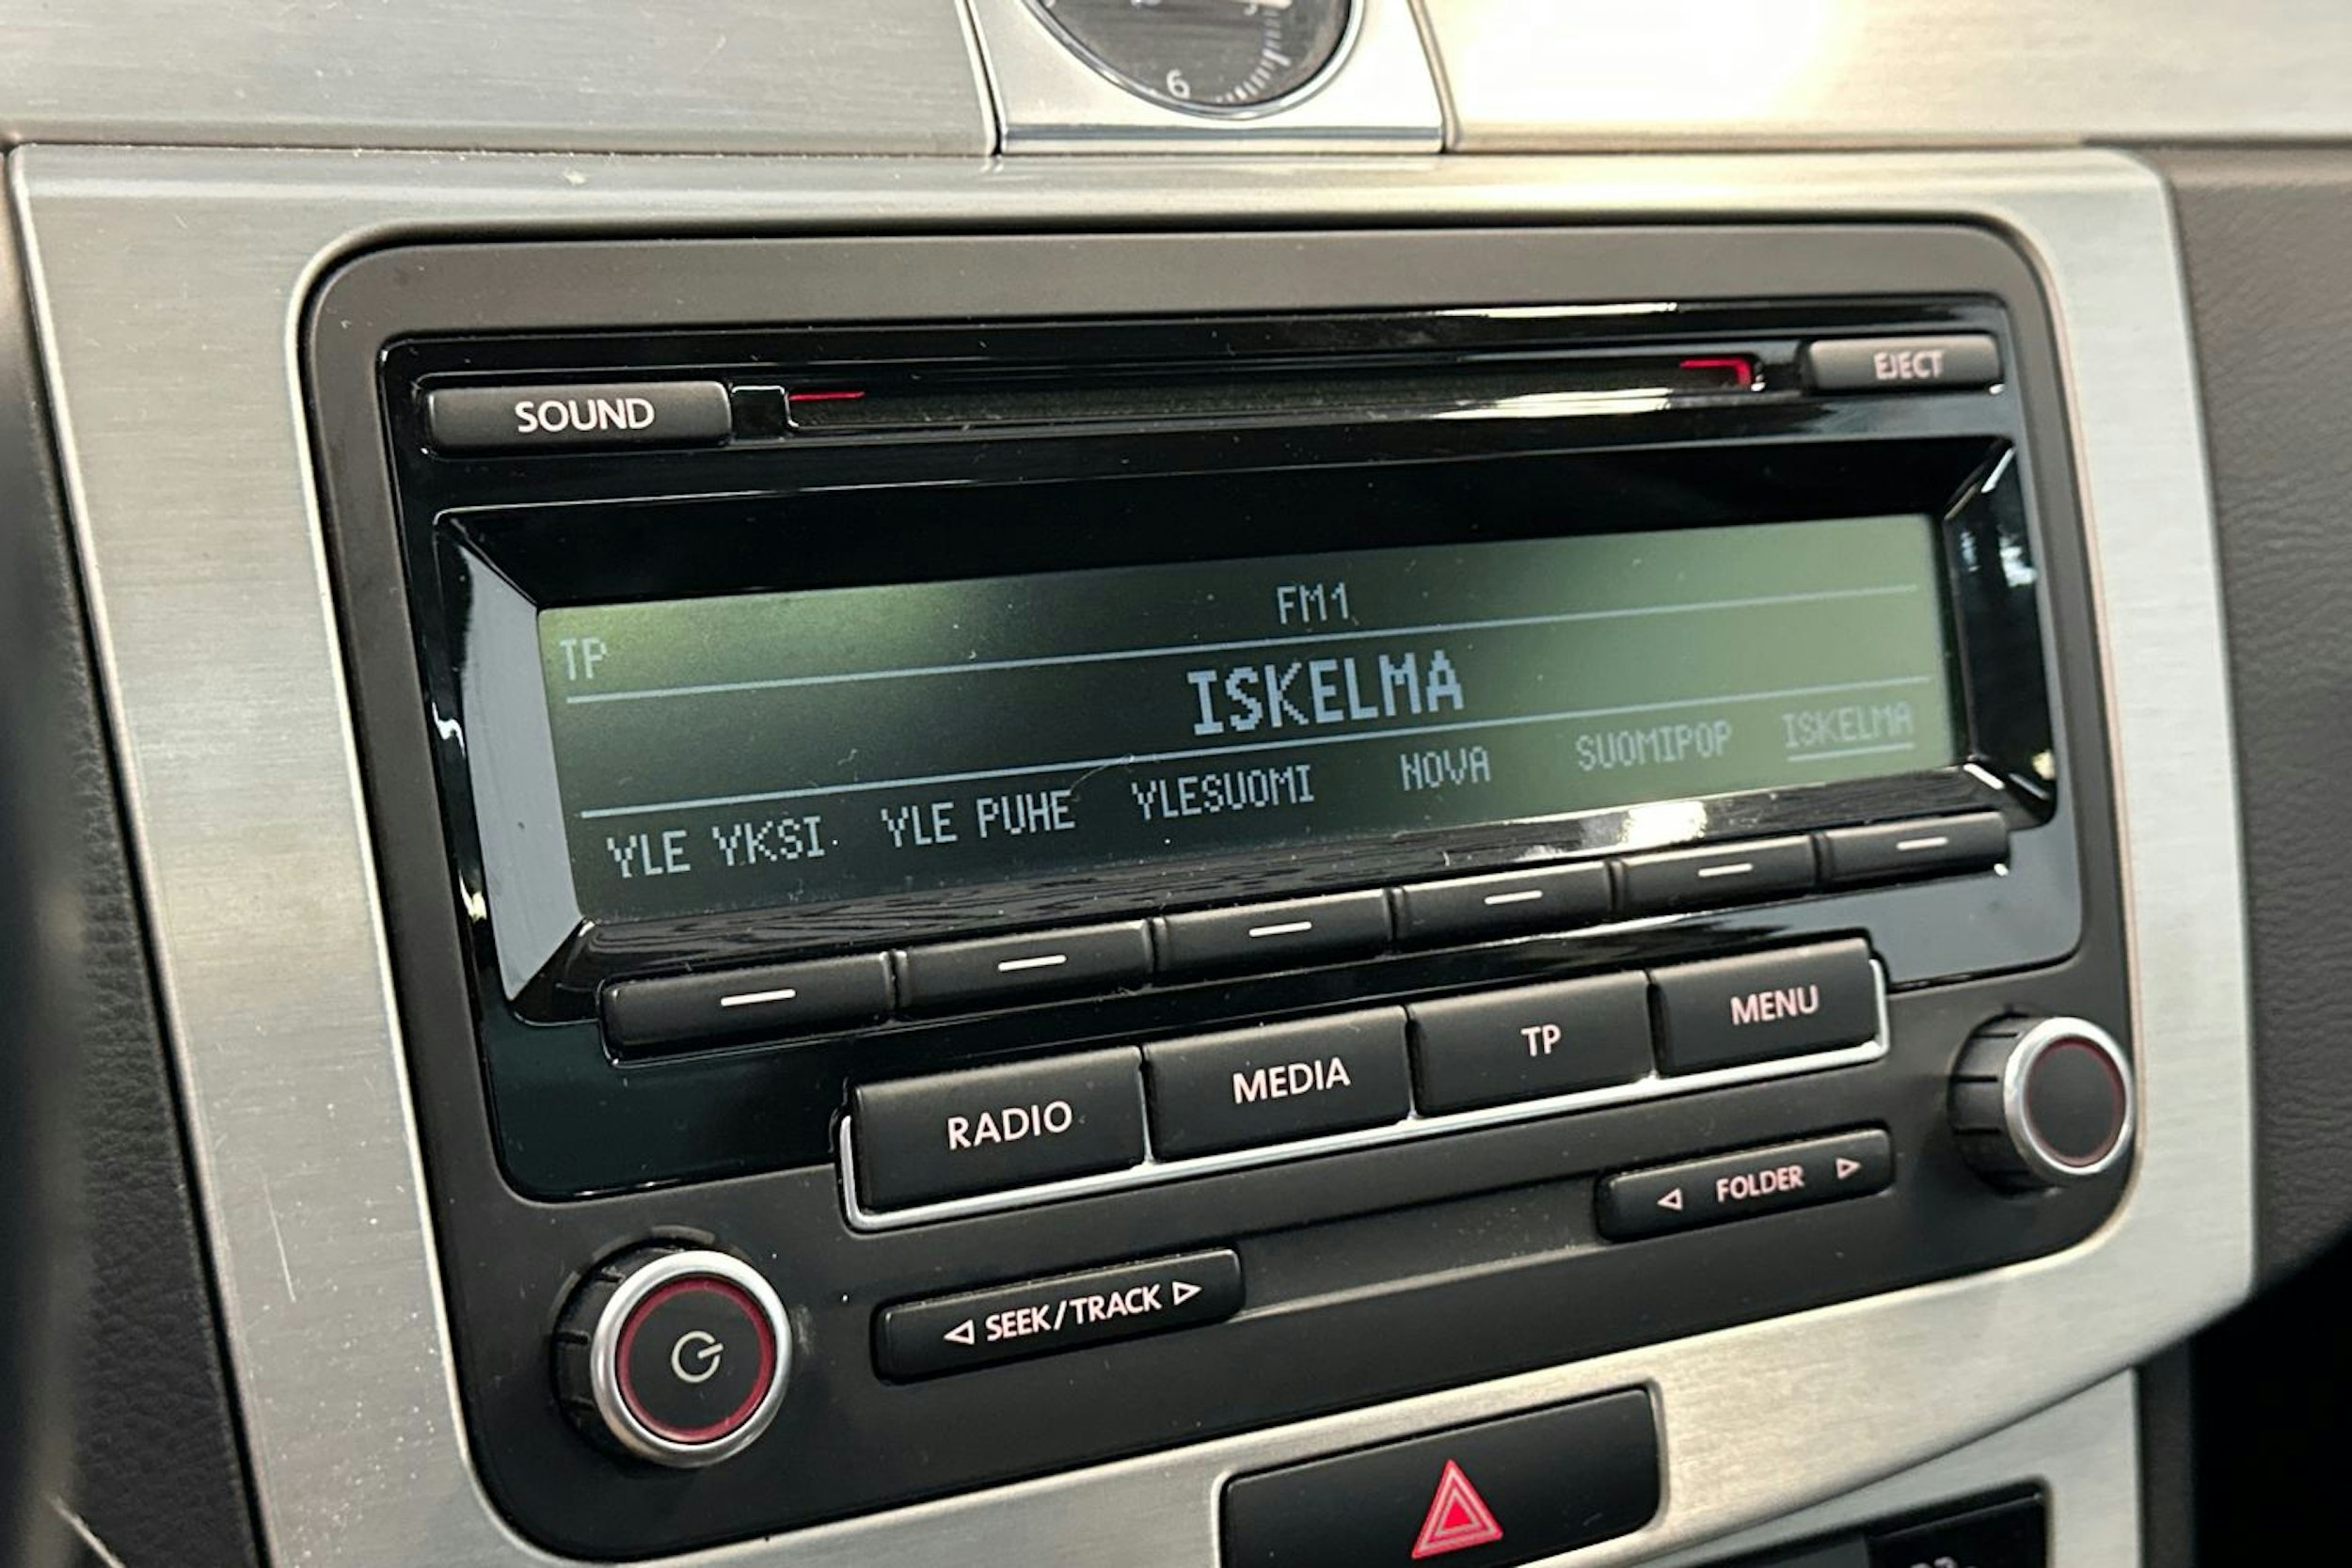 6
SOUND
EJECT
FM1
TP
ISKELMA
YLE YKSI YLE PUHE YLESUOMI NOVA SUOMIPOP ISKELMA
RADIO MEDIA TP MENU
◁ FOLDER ▷
◁ SEEK/TRACK ▷